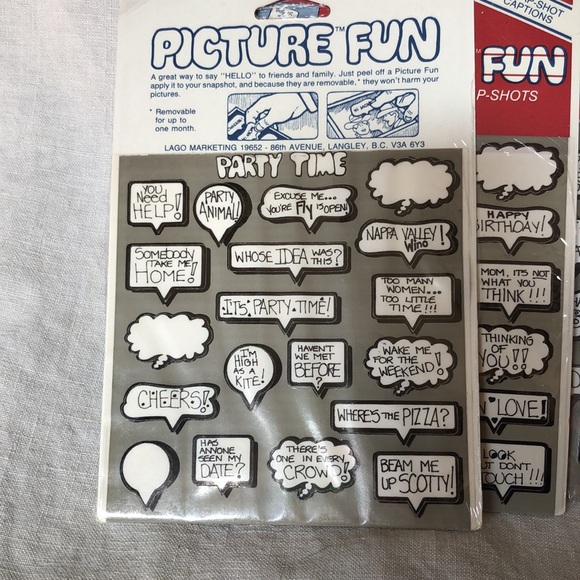 PICTURE™ FUN
A great way to say "HELLO" to friends and family. Just peel off a Picture Fun
apply it to your snapshot, and because they are removable,* they won't harm your
pictures.
* Removable
for up to
one month.
LAGO MARKETING 19652 - 86th AVENUE, LANGLEY, B.C. V3A 6Y3
PARTY TIME
YOU
NEED
HELP!
PARTY
ANIMAL!
EXCUSE ME...
YOU'RE FLY IS OPEN!
NAPPA VALLEY!
WINO
SOMEBODY
TAKE ME
HOME!
WHOSE IDEA WAS
THIS?
TOO MANY
WOMEN...
TOO LITTLE
TIME!!!
IT'S PARTY TIME!
I'M
HIGH
AS A
KITE!
HAVEN'T
WE MET
BEFORE
?
WAKE ME
FOR THE
WEEKEND!
CHEERS!
WHERE'S THE PIZZA?
HAS
ANYONE
SEEN MY
DATE?
THERE'S
ONE IN EVERY
CROWD!
BEAM ME
UP SCOTTY!
P-SHOT
CAPTIONS
™ FUN
P-SHOTS
HAPPY
BIRTHDAY!
MOM, IT'S NOT
WHAT YOU
THINK!!!
THINKING
OF
YOU!!
N LOVE!
LOOK
UT DON'T
TOUCH!!!